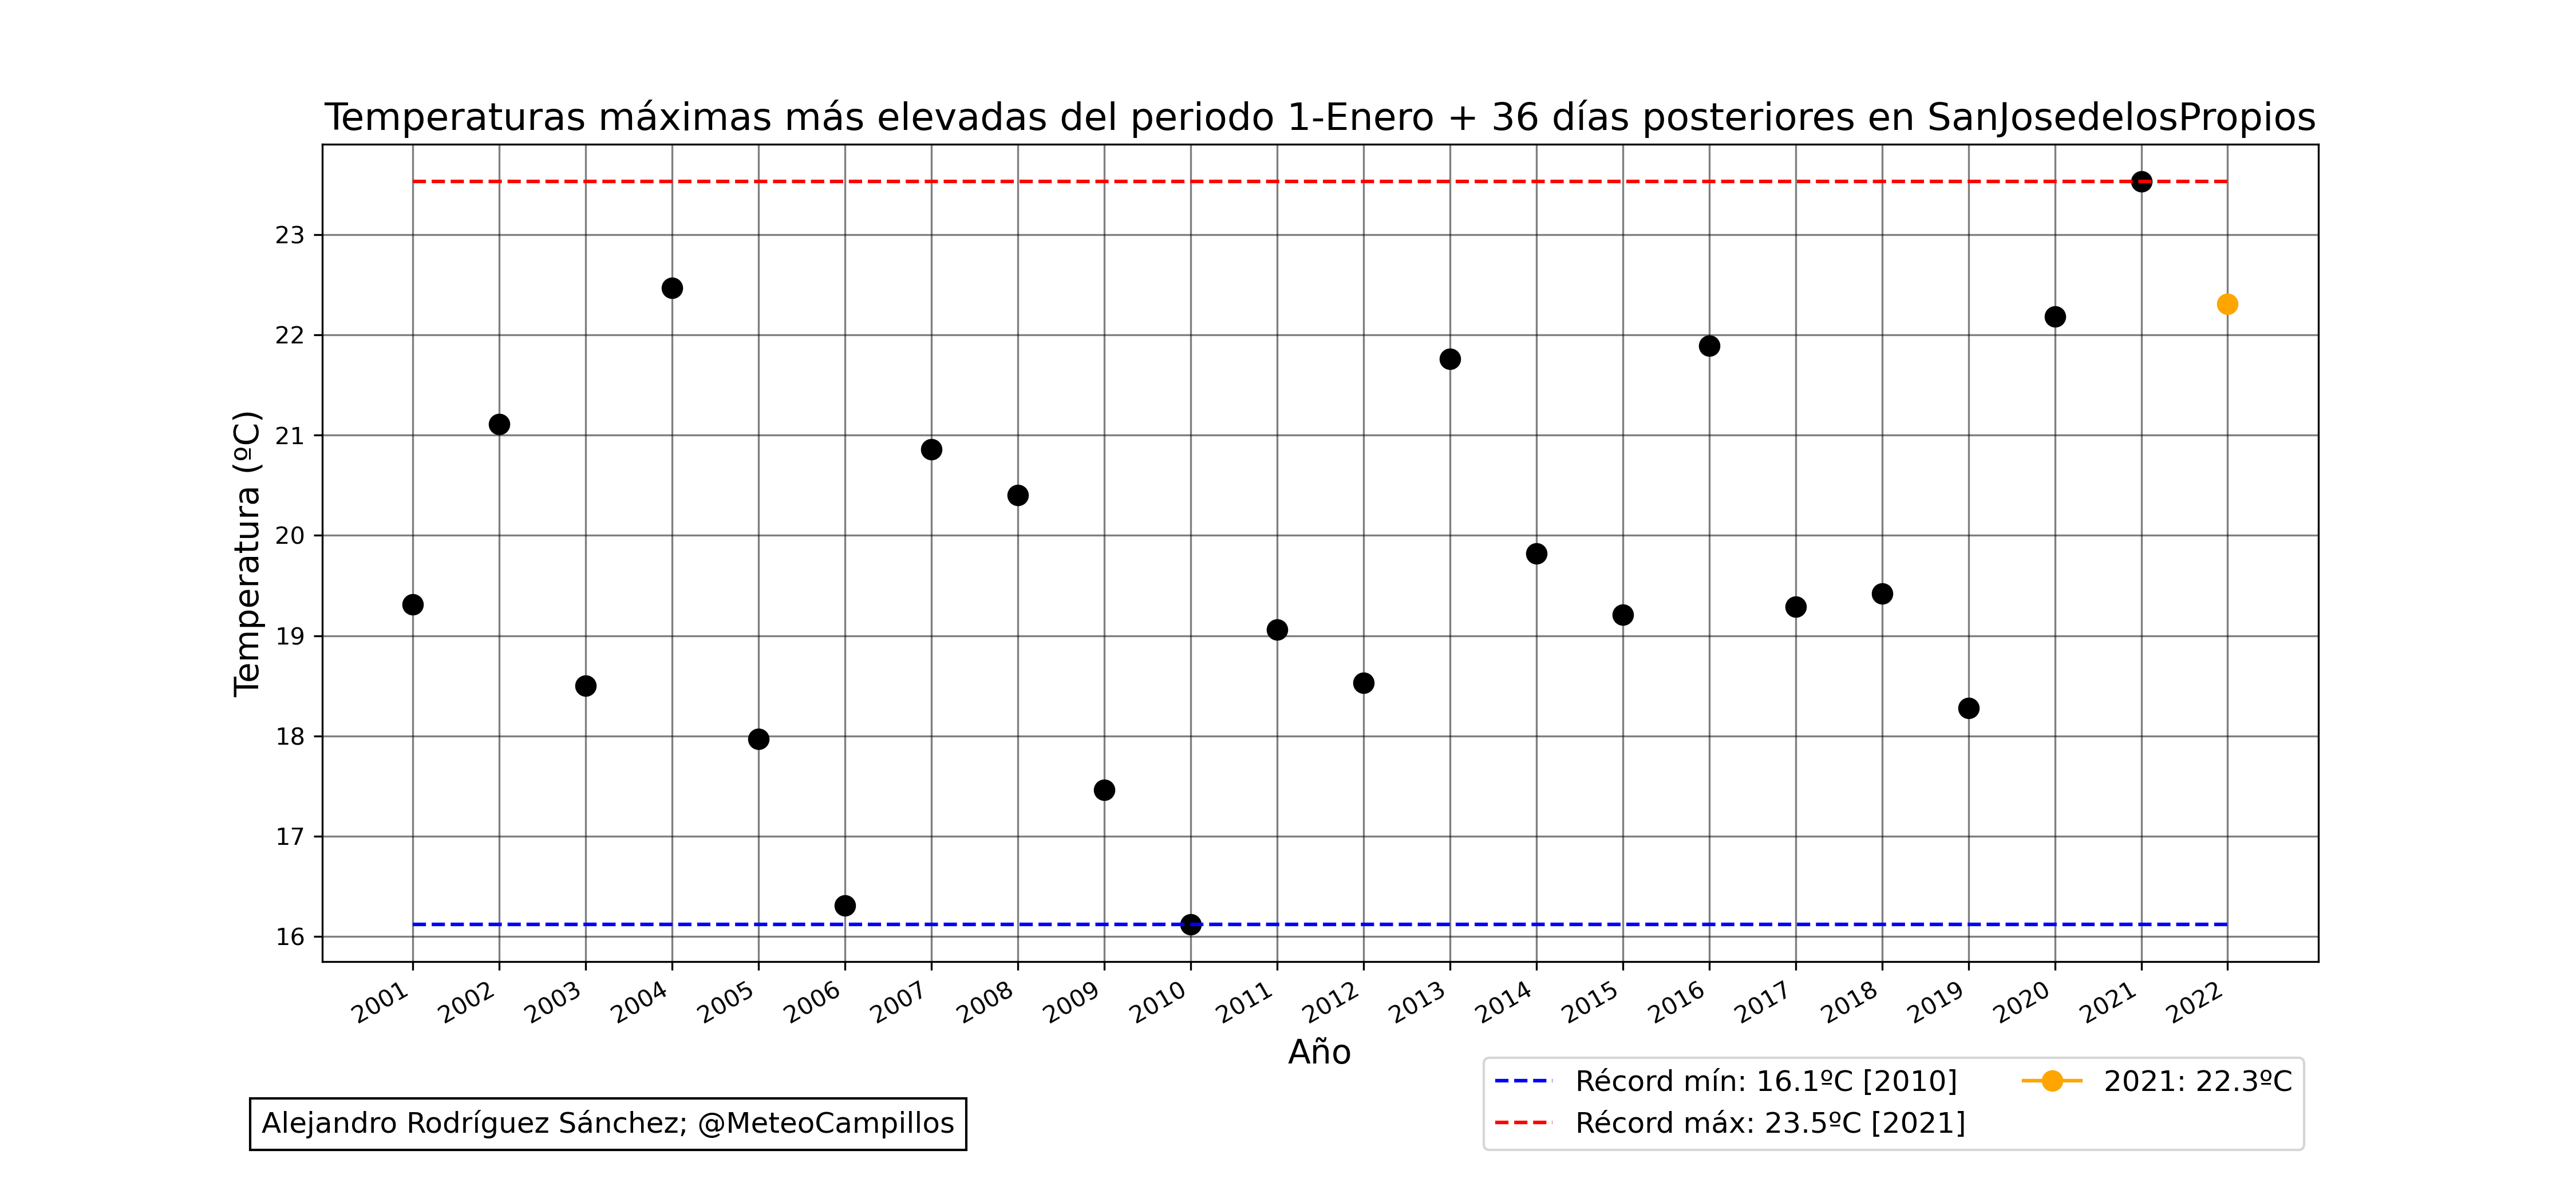 Temperaturas máximas más elevadas del periodo 1-Enero + 36 días posteriores en SanJosedelosPropios
Temperatura (ºC)
23
22
21
20
19
18
17
16
2001 2002 2003 2004 2005 2006 2007 2008 2009 2010 2011 2012 2013 2014 2015 2016 2017 2018 2019 2020 2021 2022
Año
Récord mín: 16.1ºC [2010]
Récord máx: 23.5ºC [2021]
2021: 22.3ºC
Alejandro Rodríguez Sánchez; @MeteoCampillos